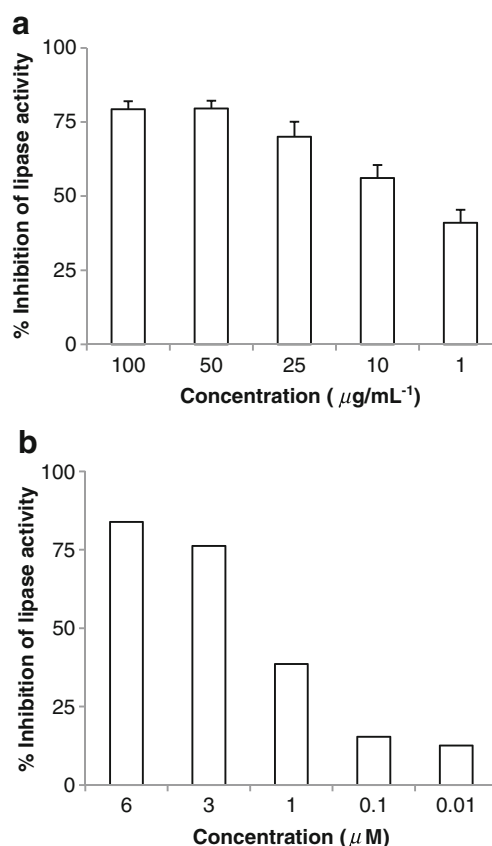 a
% Inhibition of lipase activity
100
75
50
25
0
100 50 25 10 1
Concentration ( μg/mL⁻¹)
b
% Inhibition of lipase activity
100
75
50
25
0
6 3 1 0.1 0.01
Concentration (μM)